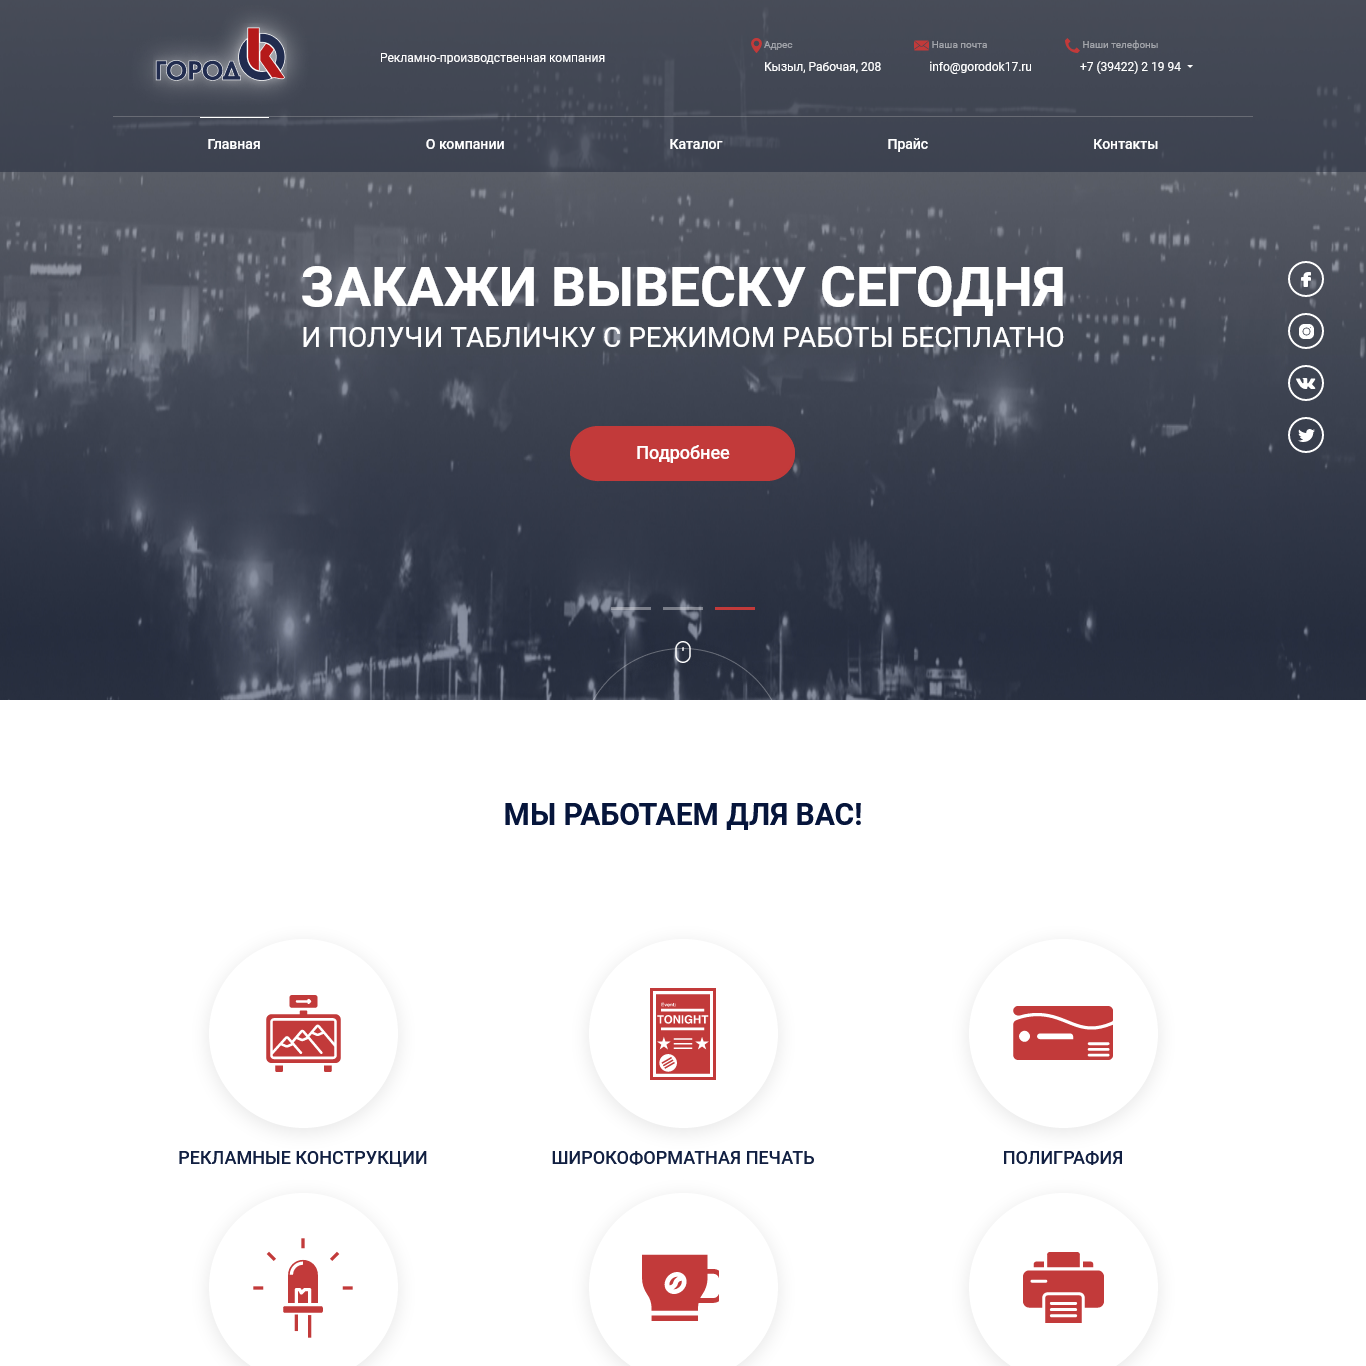 ГОРОД
Рекламно-производственная компания
Адрес
Кызыл, Рабочая, 208
Наша почта
info@gorodok17.ru
Наши телефоны
+7 (39422) 2 19 94
Главная
О компании
Каталог
Прайс
Контакты
ЗАКАЖИ ВЫВЕСКУ СЕГОДНЯ
И ПОЛУЧИ ТАБЛИЧКУ С РЕЖИМОМ РАБОТЫ БЕСПЛАТНО
Подробнее
МЫ РАБОТАЕМ ДЛЯ ВАС!
Event:
TONIGHT
РЕКЛАМНЫЕ КОНСТРУКЦИИ
ШИРОКОФОРМАТНАЯ ПЕЧАТЬ
ПОЛИГРАФИЯ